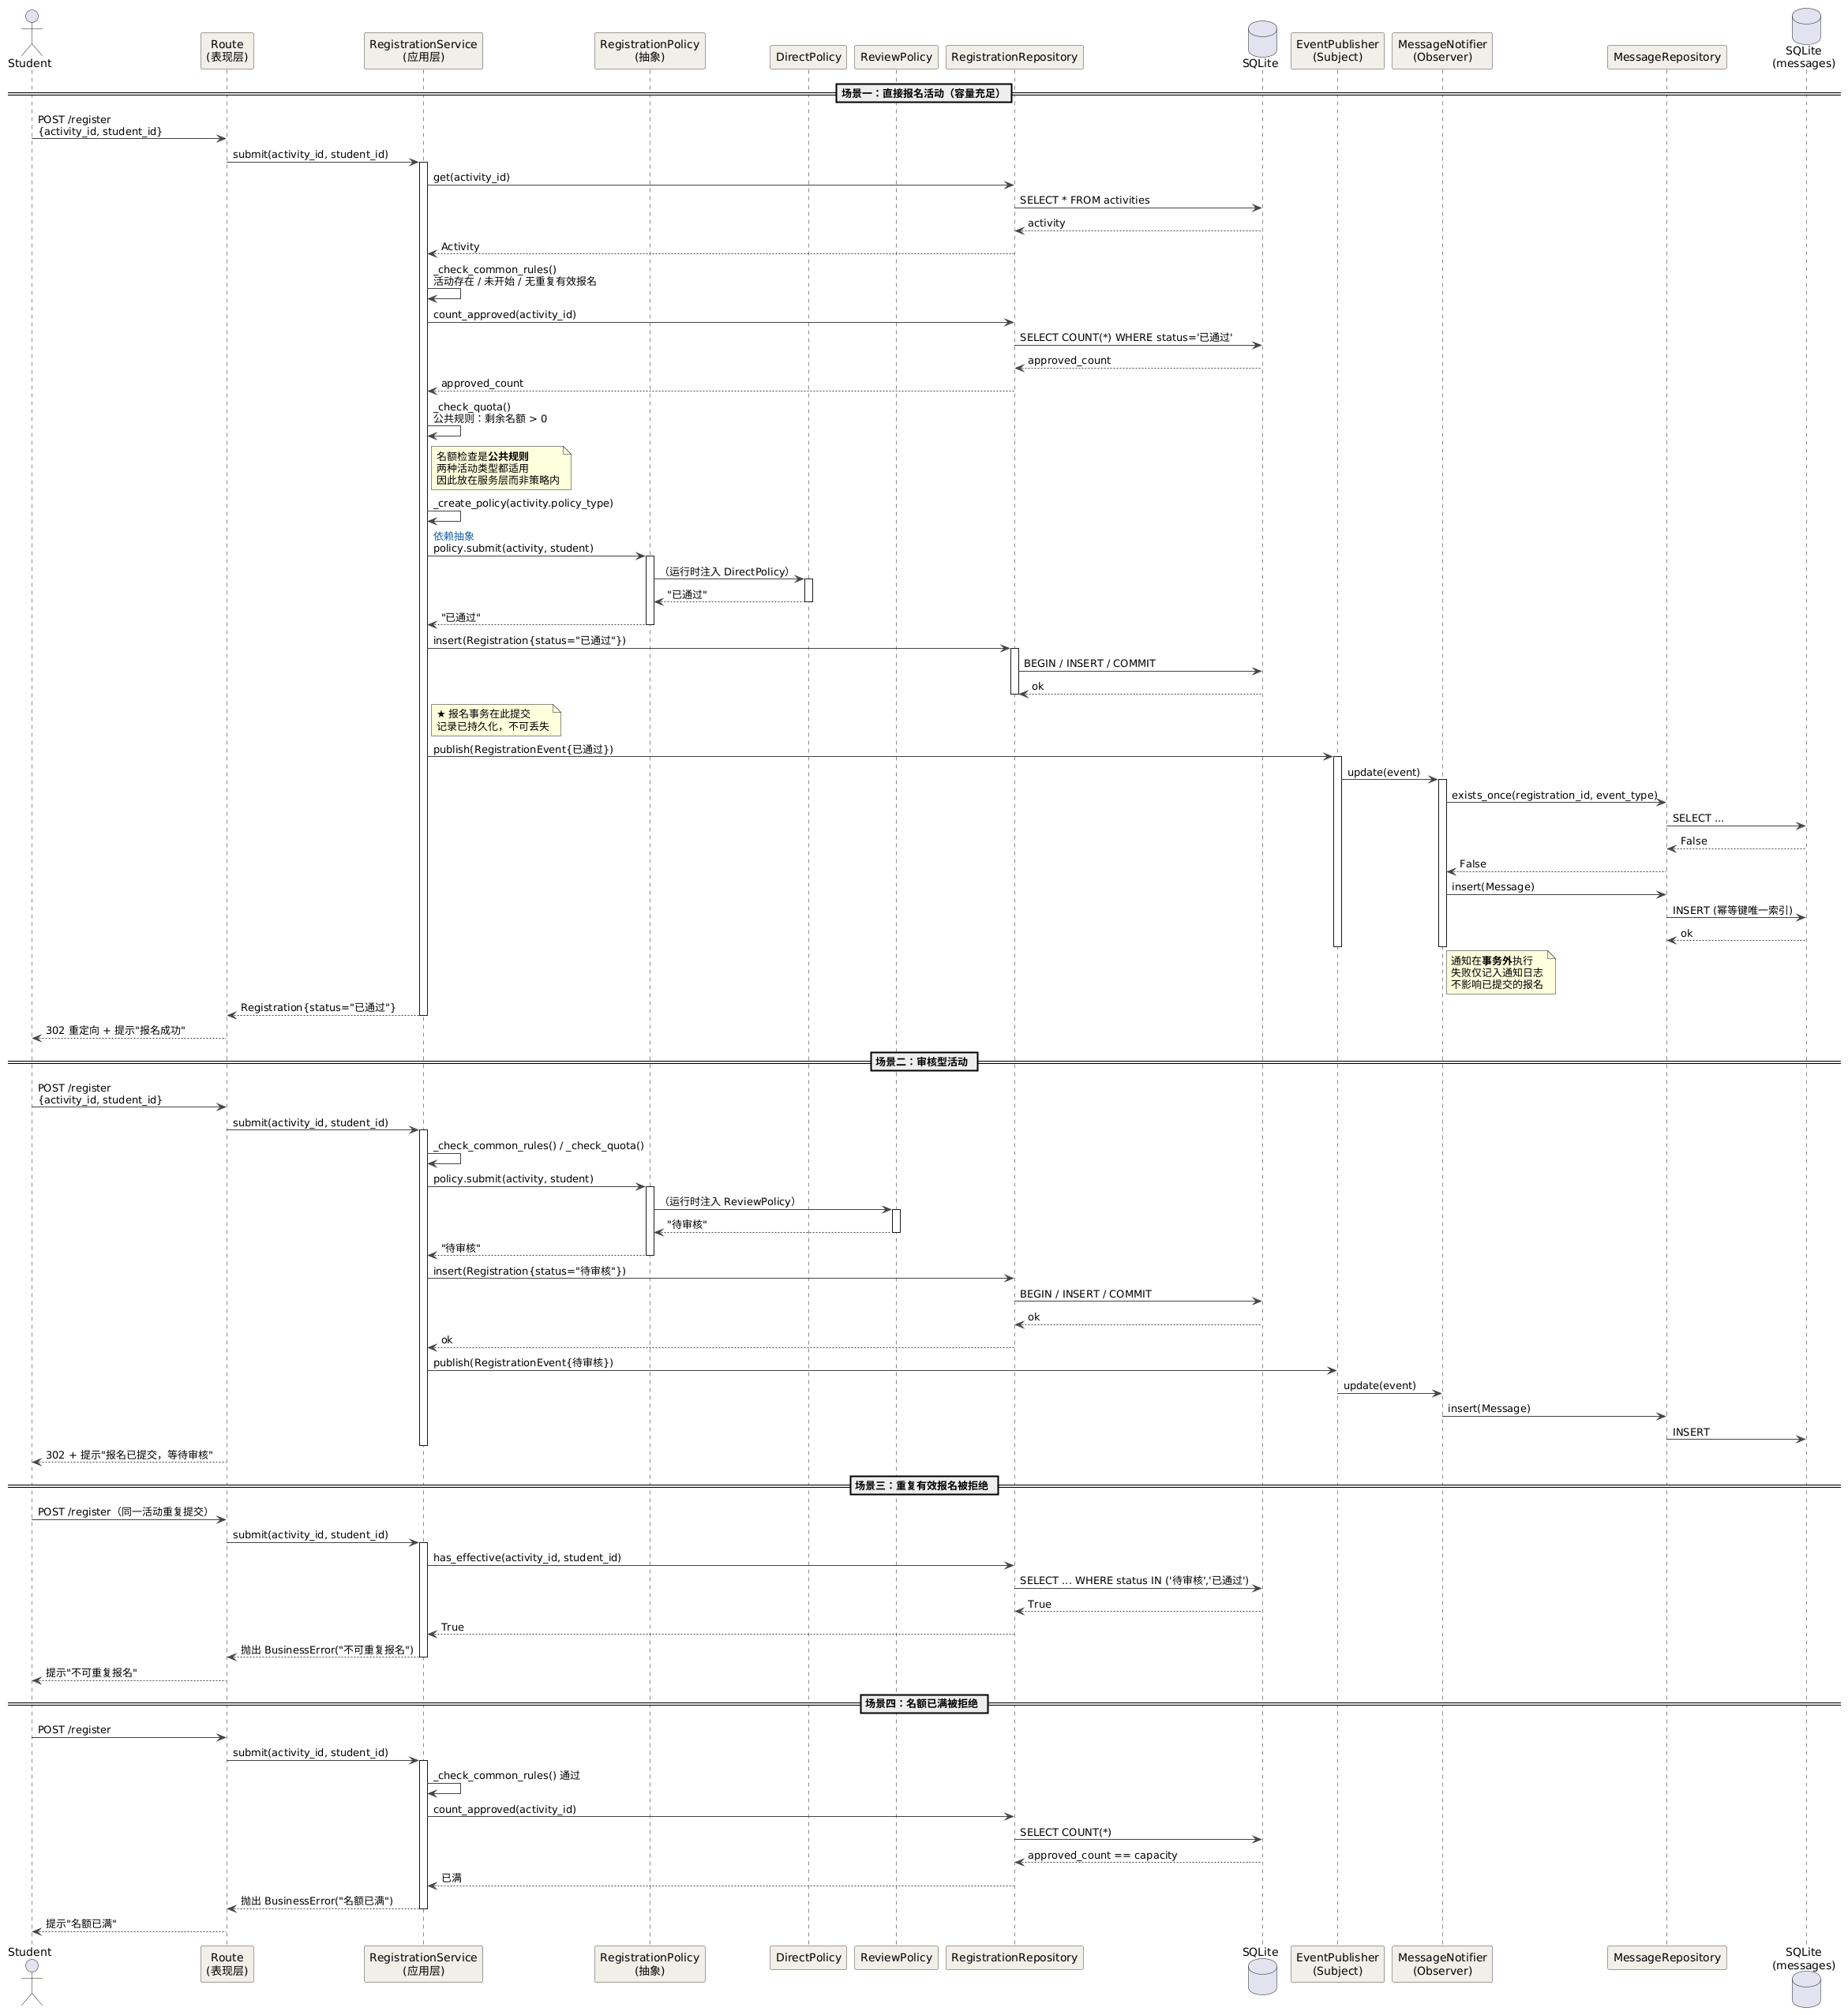 Student
Route
(表现层)
RegistrationService
(应用层)
RegistrationPolicy
(抽象)
DirectPolicy
ReviewPolicy
RegistrationRepository
SQLite
EventPublisher
(Subject)
MessageNotifier
(Observer)
MessageRepository
SQLite
(messages)
场景一：直接报名活动（容量充足）
POST /register
{activity_id, student_id}
submit(activity_id, student_id)
get(activity_id)
SELECT * FROM activities
activity
Activity
_check_common_rules()
活动存在 / 未开始 / 无重复有效报名
count_approved(activity_id)
SELECT COUNT(*) WHERE status='已通过'
approved_count
approved_count
_check_quota()
公共规则：剩余名额 > 0
名额检查是公共规则
两种活动类型都适用
因此放在服务层而非策略内
_create_policy(activity.policy_type)
依赖抽象
policy.submit(activity, student)
（运行时注入 DirectPolicy）
"已通过"
"已通过"
insert(Registration{status="已通过"})
BEGIN / INSERT / COMMIT
ok
★ 报名事务在此提交
记录已持久化，不可丢失
publish(RegistrationEvent{已通过})
update(event)
exists_once(registration_id, event_type)
SELECT ...
False
False
insert(Message)
INSERT (幂等键唯一索引)
ok
通知在事务外执行
失败仅记入通知日志
不影响已提交的报名
Registration{status="已通过"}
302 重定向 + 提示"报名成功"
场景二：审核型活动
POST /register
{activity_id, student_id}
submit(activity_id, student_id)
_check_common_rules() / _check_quota()
policy.submit(activity, student)
（运行时注入 ReviewPolicy）
"待审核"
"待审核"
insert(Registration{status="待审核"})
BEGIN / INSERT / COMMIT
ok
ok
publish(RegistrationEvent{待审核})
update(event)
insert(Message)
INSERT
302 + 提示"报名已提交，等待审核"
场景三：重复有效报名被拒绝
POST /register（同一活动重复提交）
submit(activity_id, student_id)
has_effective(activity_id, student_id)
SELECT ... WHERE status IN ('待审核','已通过')
True
True
抛出 BusinessError("不可重复报名")
提示"不可重复报名"
场景四：名额已满被拒绝
POST /register
submit(activity_id, student_id)
_check_common_rules() 通过
count_approved(activity_id)
SELECT COUNT(*)
approved_count == capacity
已满
抛出 BusinessError("名额已满")
提示"名额已满"
Student
Route
(表现层)
RegistrationService
(应用层)
RegistrationPolicy
(抽象)
DirectPolicy
ReviewPolicy
RegistrationRepository
SQLite
EventPublisher
(Subject)
MessageNotifier
(Observer)
MessageRepository
SQLite
(messages)